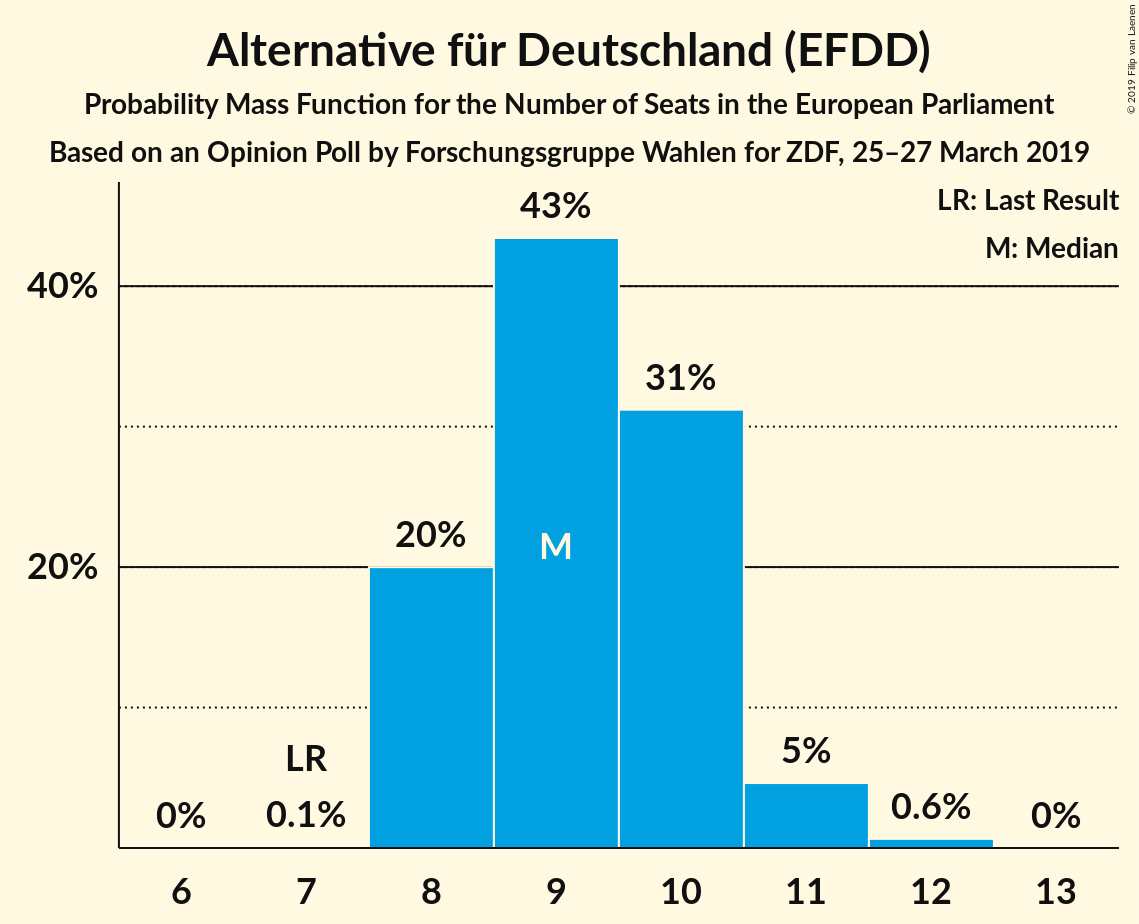 Alternative für Deutschland (EFDD)
Probability Mass Function for the Number of Seats in the European Parliament
Based on an Opinion Poll by Forschungsgruppe Wahlen for ZDF, 25–27 March 2019
© 2019 Filip van Laenen
LR: Last Result
M: Median
43%
40%
31%
20%
M
20%
LR
5%
0%
0.1%
0.6%
0%
6 7 8 9 10 11 12 13